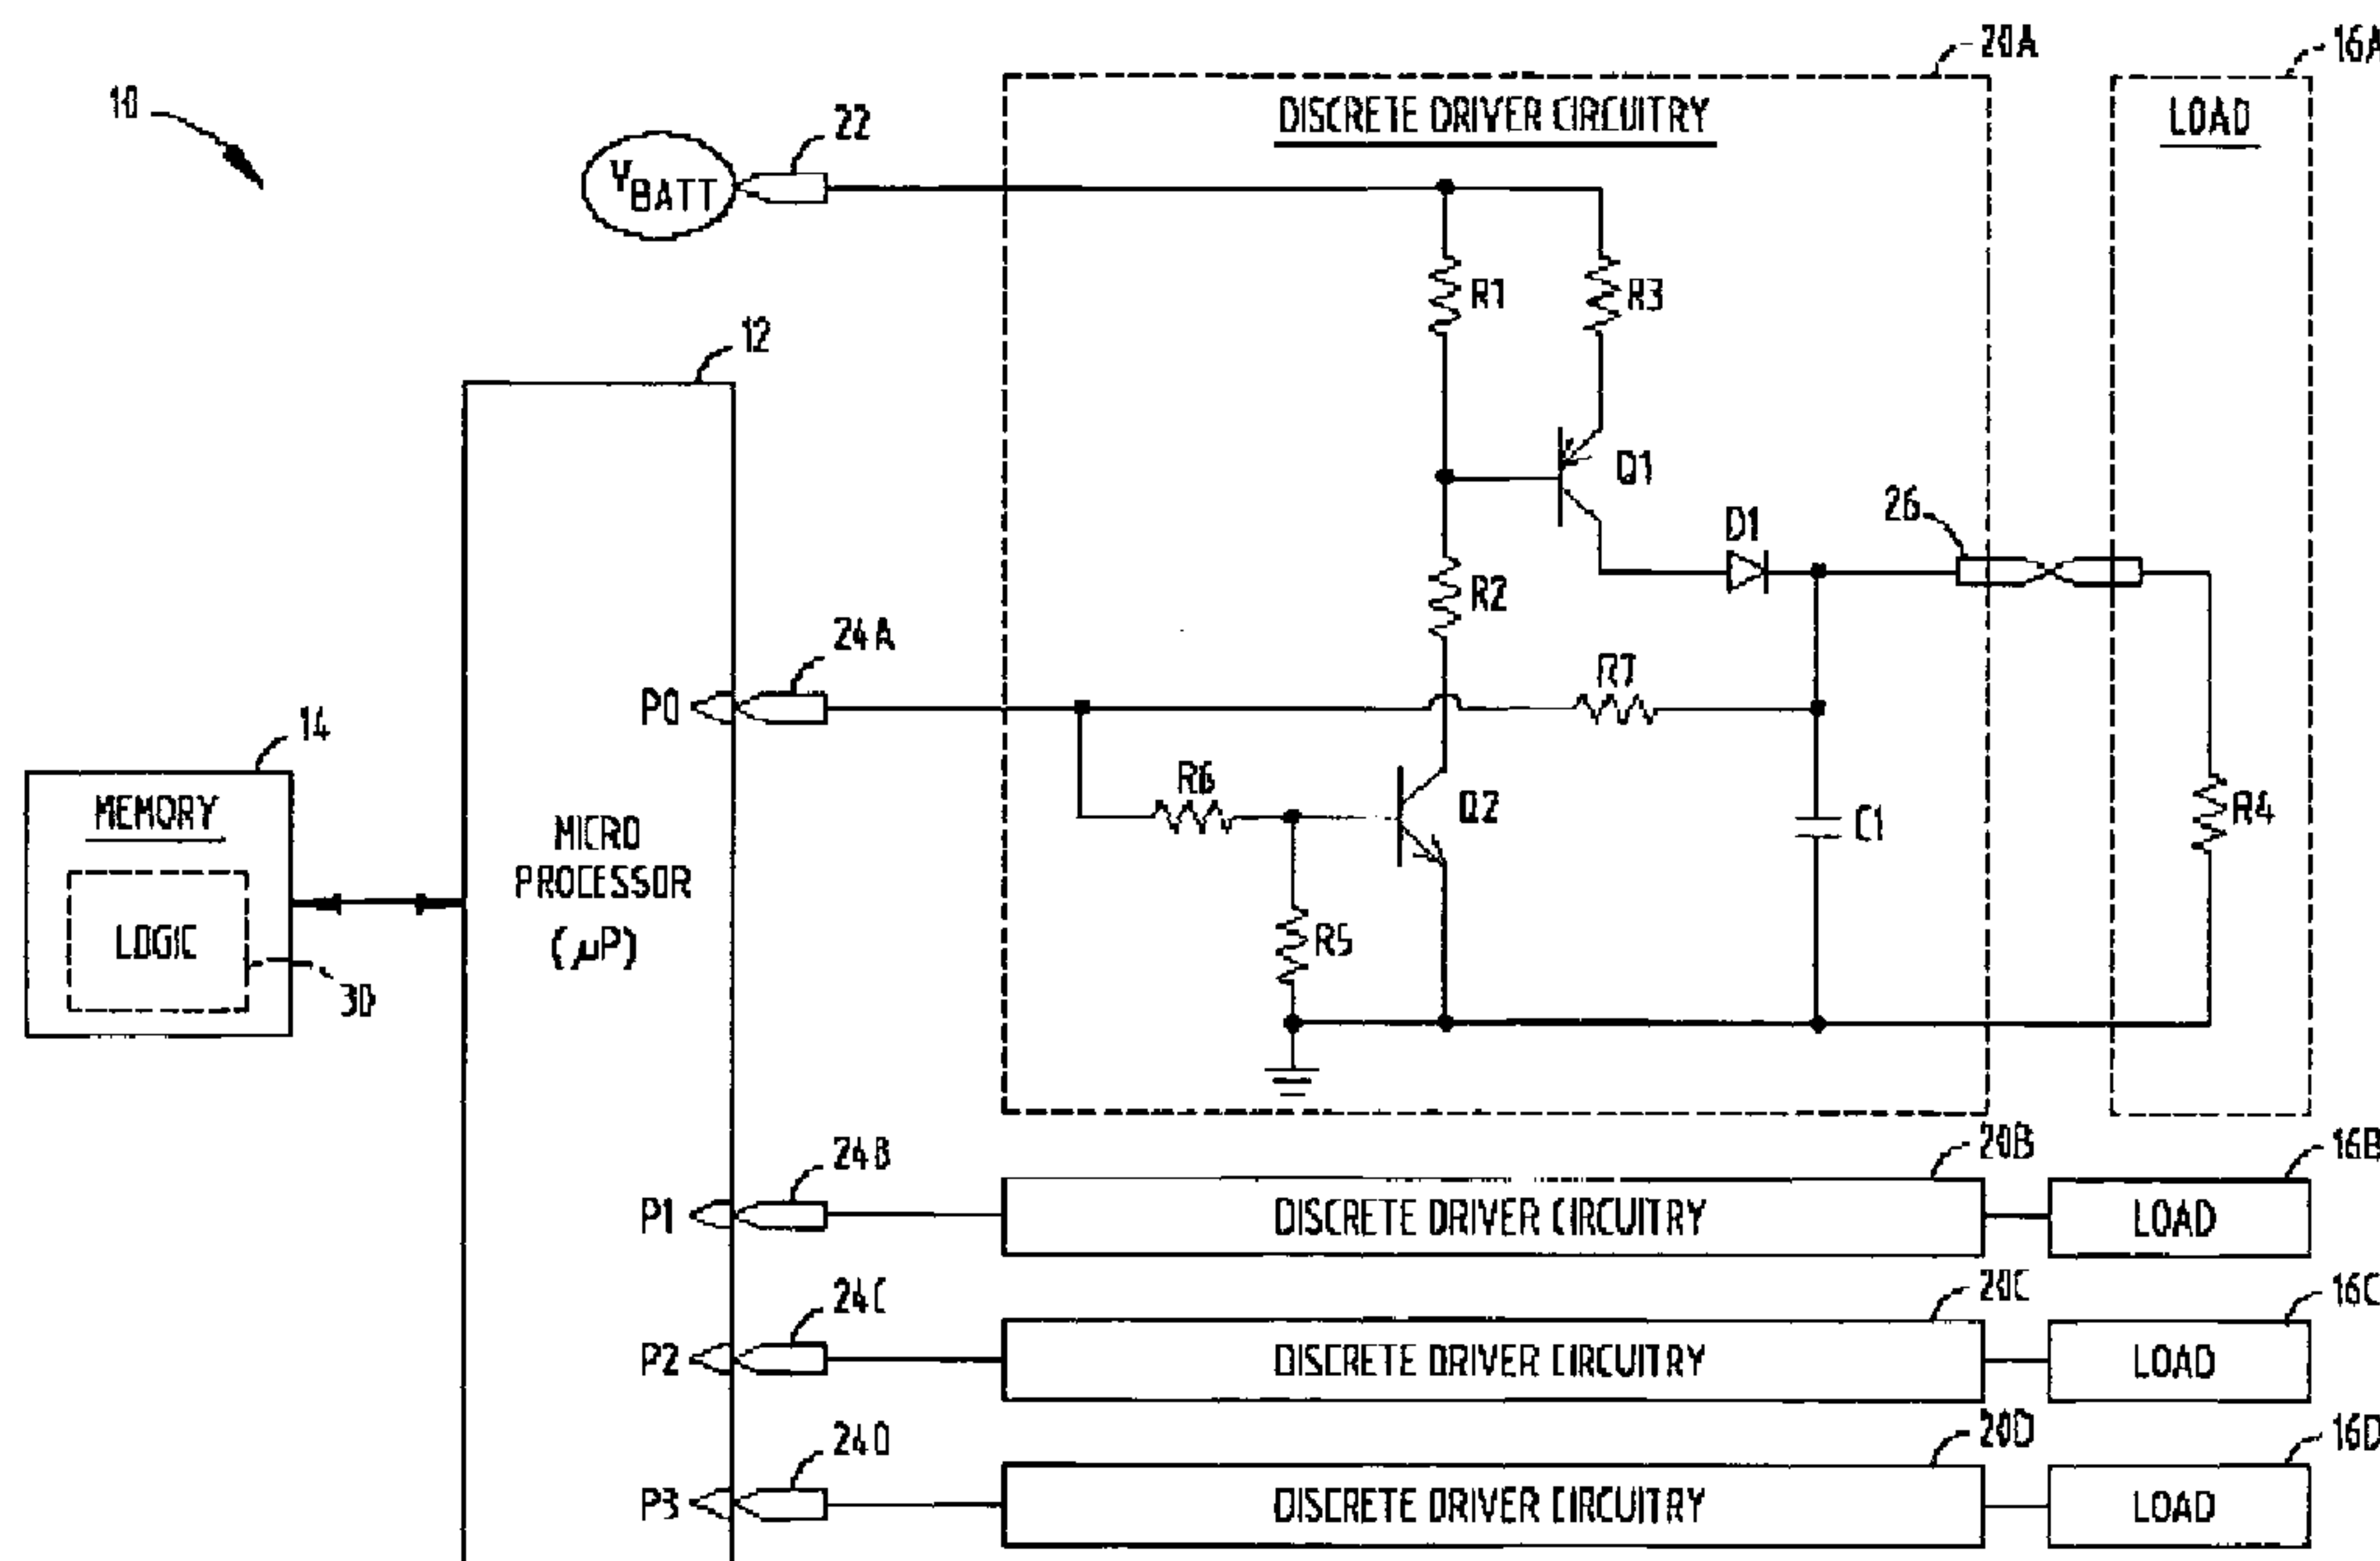 10
22
V BATT
20A
16A
DISCRETE DRIVER CIRCUITRY
LOAD
R1
R3
12
Q1
26
D1
R2
24A
P0
R7
14
MEMORY
LOGIC
30
MICRO
PROCESSOR
(μP)
R6
Q2
C1
R4
R5
24B
20B
16B
P1
DISCRETE DRIVER CIRCUITRY
LOAD
24C
20C
16C
P2
DISCRETE DRIVER CIRCUITRY
LOAD
24D
20D
16D
P3
DISCRETE DRIVER CIRCUITRY
LOAD